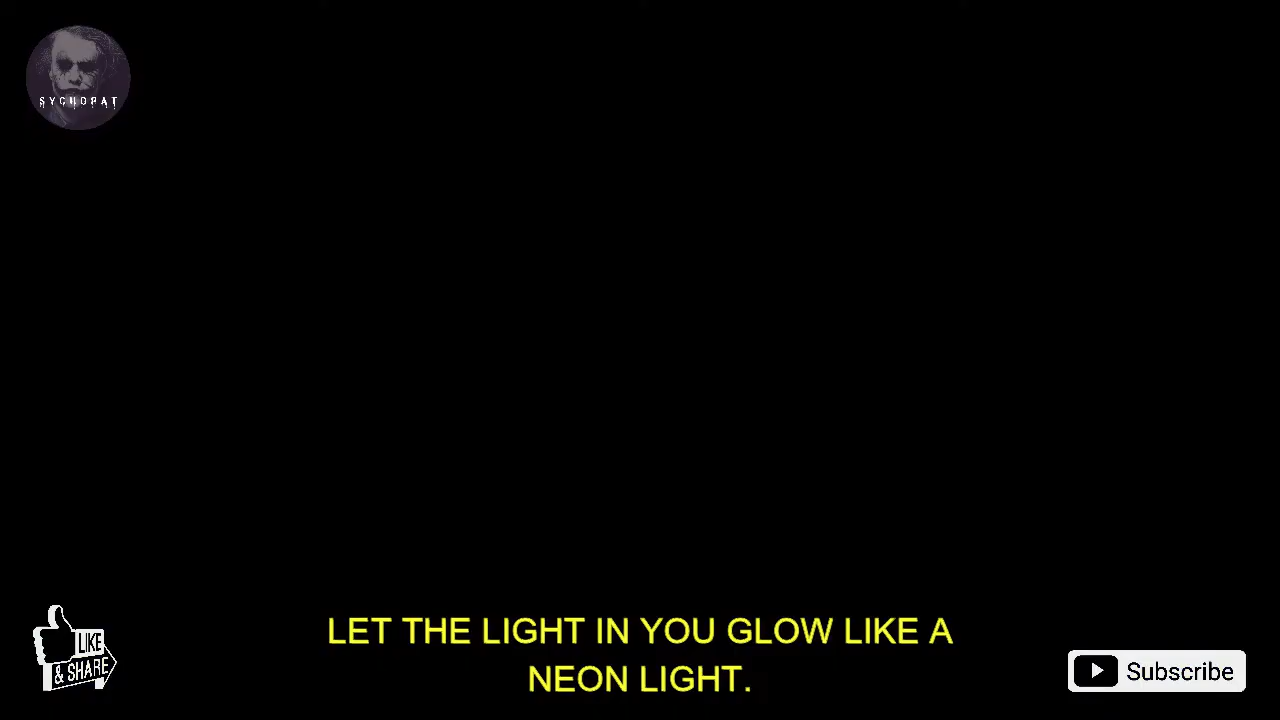 SYCHOPAT
LIKE
& SHARE
LET THE LIGHT IN YOU GLOW LIKE A
NEON LIGHT.
Subscribe